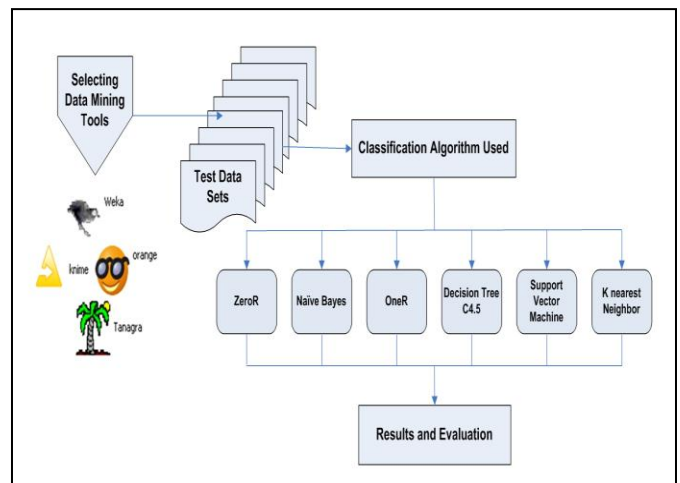 Selecting
Data Mining
Tools
Test Data
Sets
Classification Algorithm Used
Weka
knime
orange
Tanagra
ZeroR
Naïve Bayes
OneR
Decision Tree
C4.5
Support
Vector
Machine
K nearest
Neighbor
Results and Evaluation